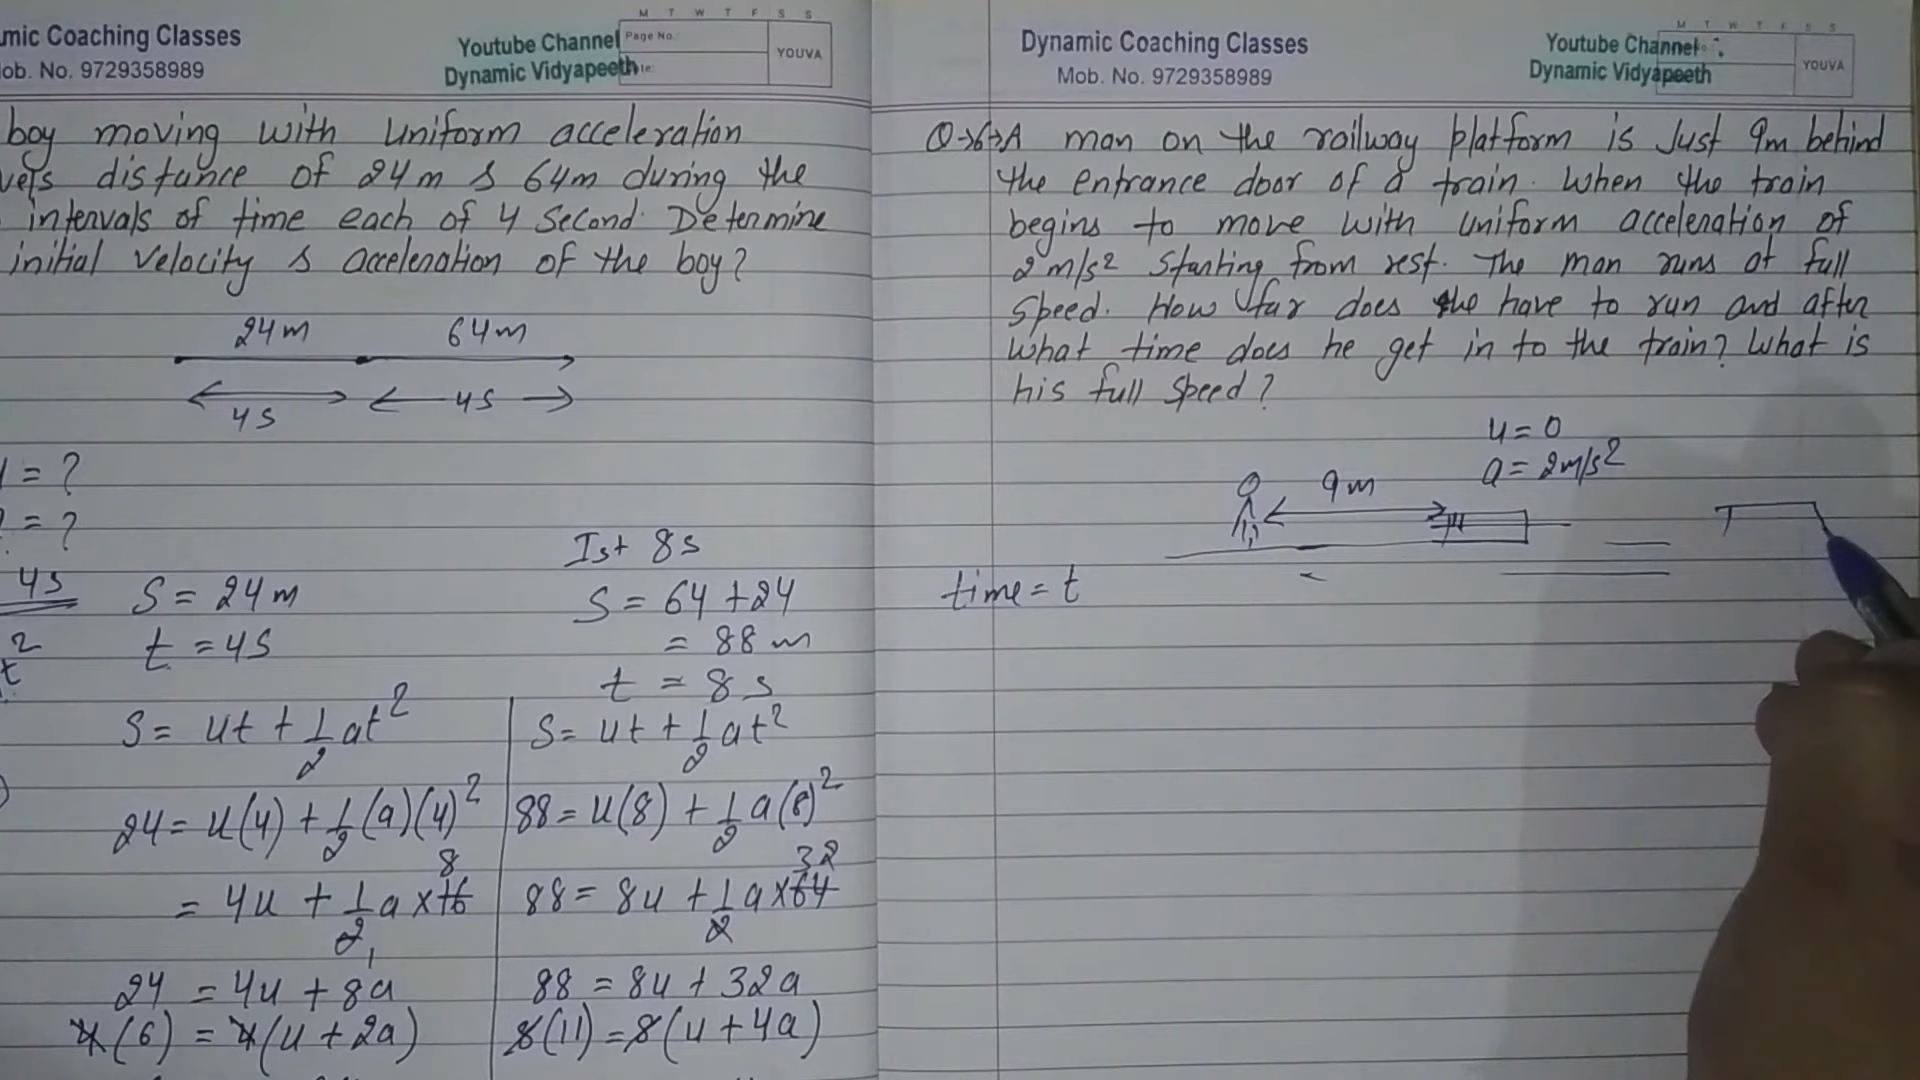 mic Coaching Classes
ob. No. 9729358989
Youtube Channel
Dynamic Vidyapeeth
M T W T F S S
Page No.
te:
YOUVA
boy moving with uniform acceleration
vels distance of 24m & 64m during the
intervals of time each of 4 Second. Determine
initial velocity & acceleration of the boy?
24m 64m
4s 4s
= ?
= ?
4s
S = 24m
t = 4s
S = ut + 1/2 at²
24 = u(4) + 1/2 (a)(4)²
8
= 4u + 1/2 a × 16
1
24 = 4u + 8a
4(6) = 4(u + 2a)
Ist 8s
S = 64 + 24
= 88 m
t = 8s
S = ut + 1/2 at²
88 = u(8) + 1/2 a(8)²
32
88 = 8u + 1/2 a × 64
88 = 8u + 32a
8(11) = 8(u + 4a)
Dynamic Coaching Classes
Mob. No. 9729358989
Youtube Channel
Dynamic Vidyapeeth
M T W T F S S
YOUVA
Q→6→A man on the railway platform is Just 9m behind
the entrance door of a train. When the train
begins to move with uniform acceleration of
2 m/s² Starting from rest. The man runs at full
Speed. How far does the have to run and after
What time does he get in to the train? What is
his full speed?
u = 0
a = 2m/s²
9m
time = t